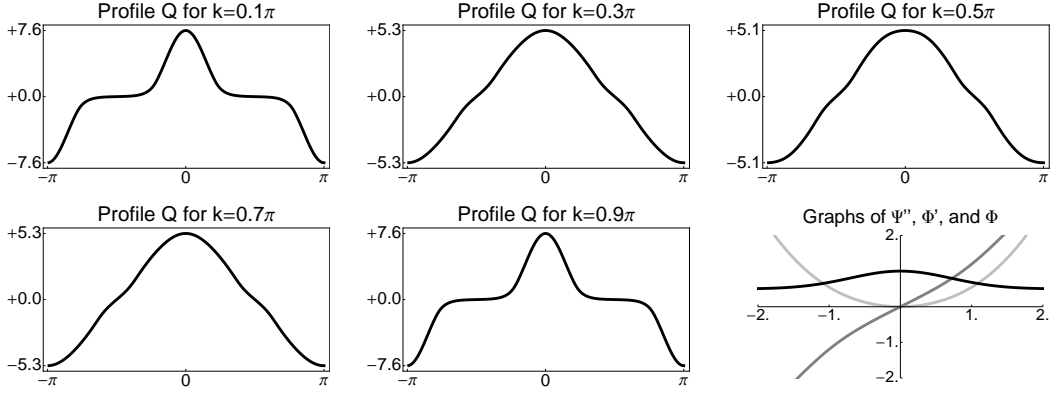 Profile Q for k=0.1π
+7.6
+0.0
−7.6
−π
0
π
Profile Q for k=0.3π
+5.3
+0.0
−5.3
−π
0
π
Profile Q for k=0.5π
+5.1
+0.0
−5.1
−π
0
π
Profile Q for k=0.7π
+5.3
+0.0
−5.3
−π
0
π
Profile Q for k=0.9π
+7.6
+0.0
−7.6
−π
0
π
Graphs of Ψ'', Φ', and Φ
2.
−2.
−1.
1.
2.
−1.
−2.